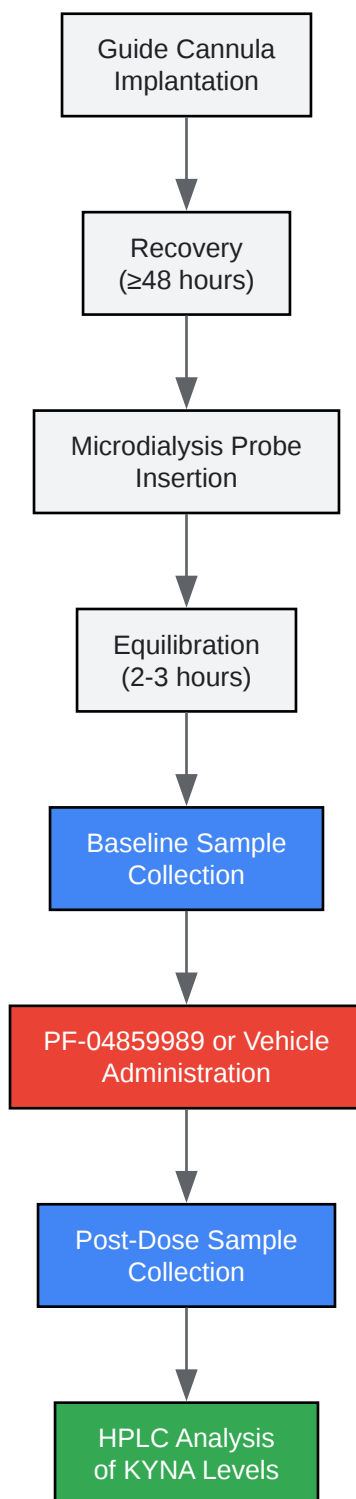 Guide Cannula
Implantation
Recovery
(≥48 hours)
Microdialysis Probe
Insertion
Equilibration
(2-3 hours)
Baseline Sample
Collection
PF-04859989 or Vehicle
Administration
Post-Dose Sample
Collection
HPLC Analysis
of KYNA Levels